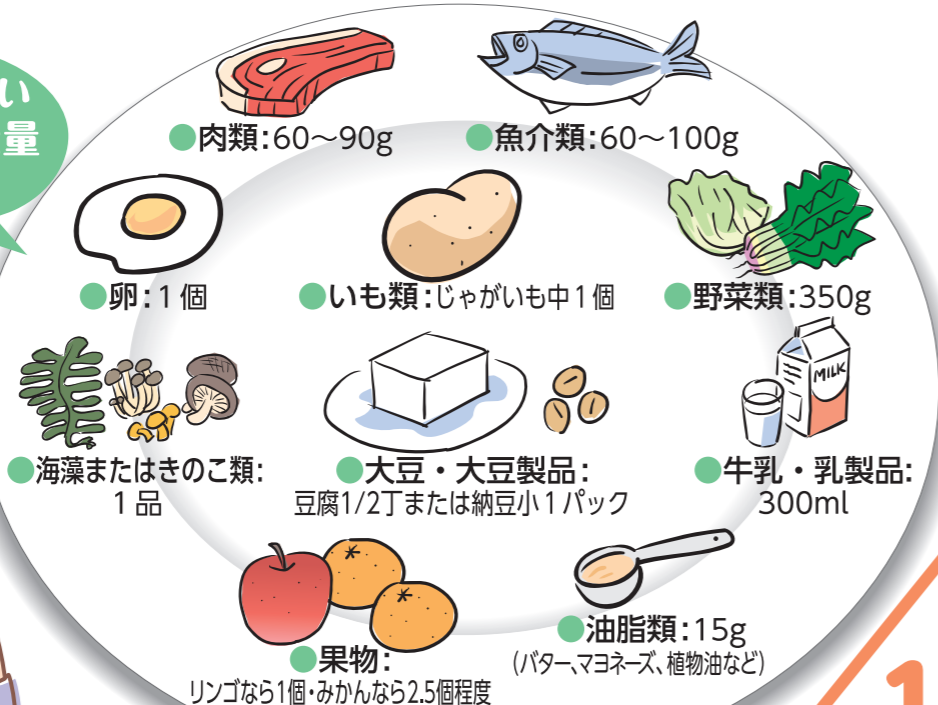 い
量
●肉類:60〜90g
●魚介類:60〜100g
●卵:1個
●いも類:じゃがいも中1個
●野菜類:350g
MILK
●海藻またはきのこ類:
1品
●大豆・大豆製品:
豆腐1/2丁または納豆小1パック
●牛乳・乳製品:
300ml
●果物:
リンゴなら1個・みかんなら2.5個程度
●油脂類:15g
(バター、マヨネーズ、植物油など)
1